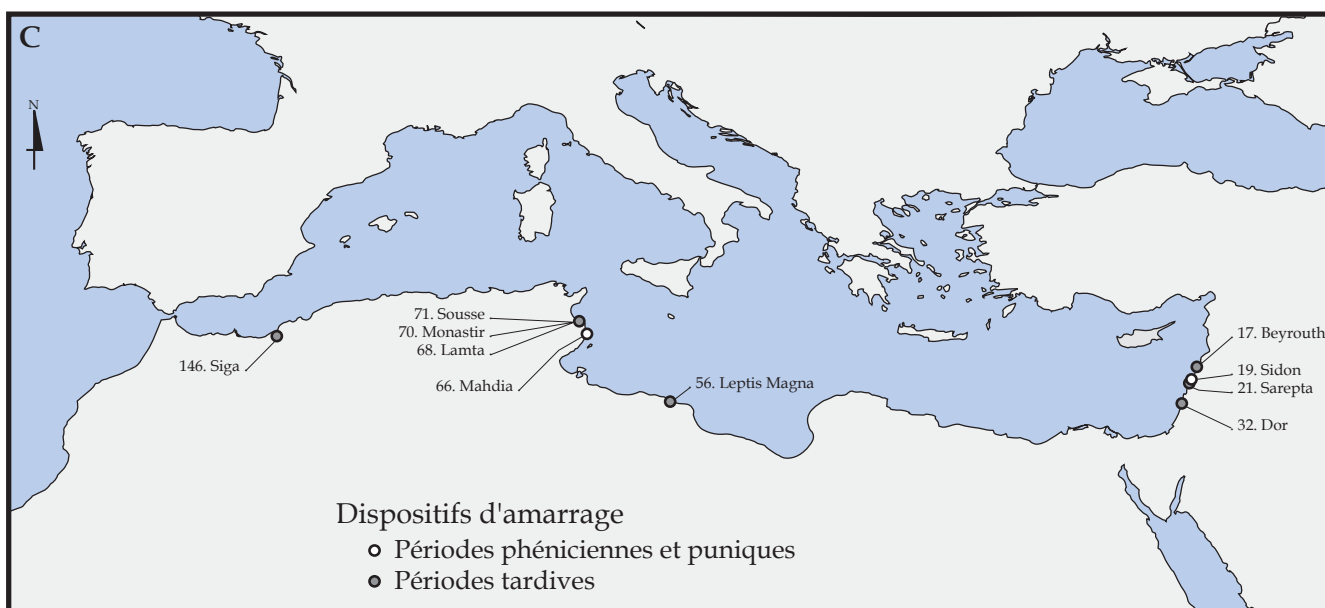 C
N
71. Sousse
70. Monastir
68. Lamta
146. Siga
66. Mahdia
56. Leptis Magna
17. Beyrouth
19. Sidon
21. Sarepta
32. Dor
Dispositifs d'amarrage
Périodes phéniciennes et puniques
Périodes tardives